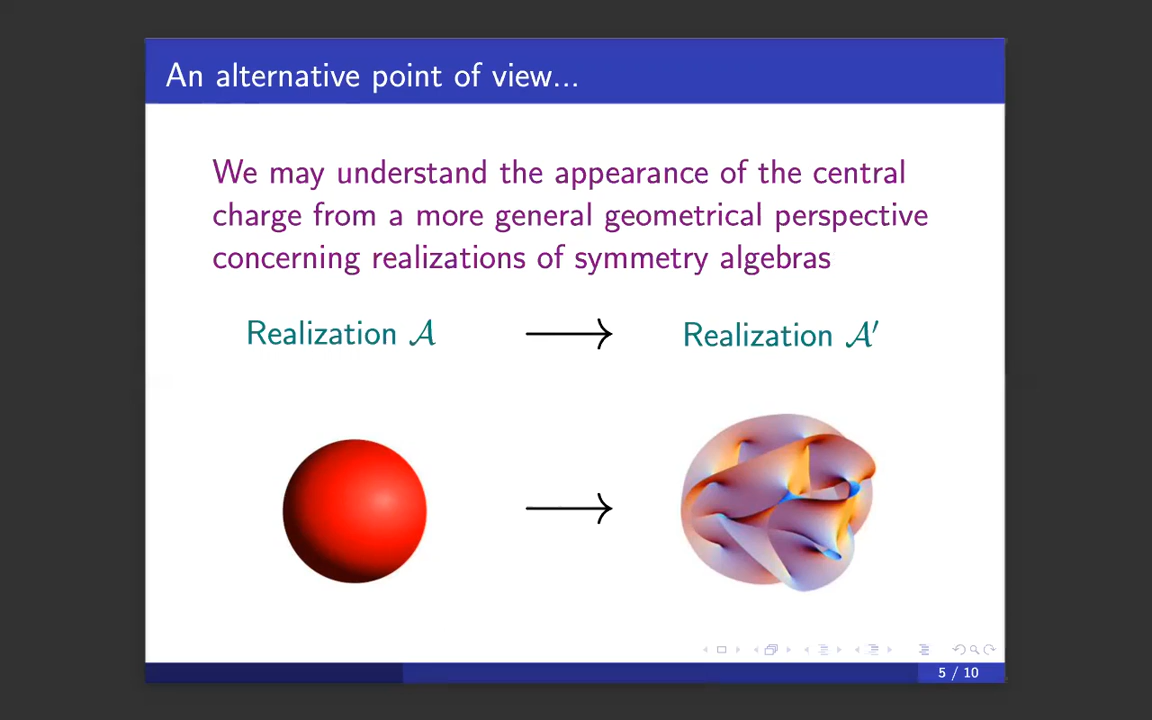 An alternative point of view...
We may understand the appearance of the central
charge from a more general geometrical perspective
concerning realizations of symmetry algebras
Realization 𝒜 ⟶ Realization 𝒜′
5 / 10